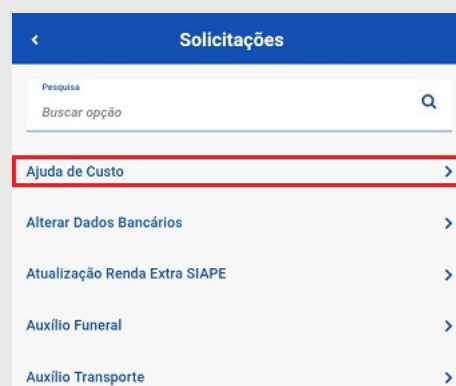 Solicitações
Pesquisa
Buscar opção
Ajuda de Custo
Alterar Dados Bancários
Atualização Renda Extra SIAPE
Auxílio Funeral
Auxílio Transporte